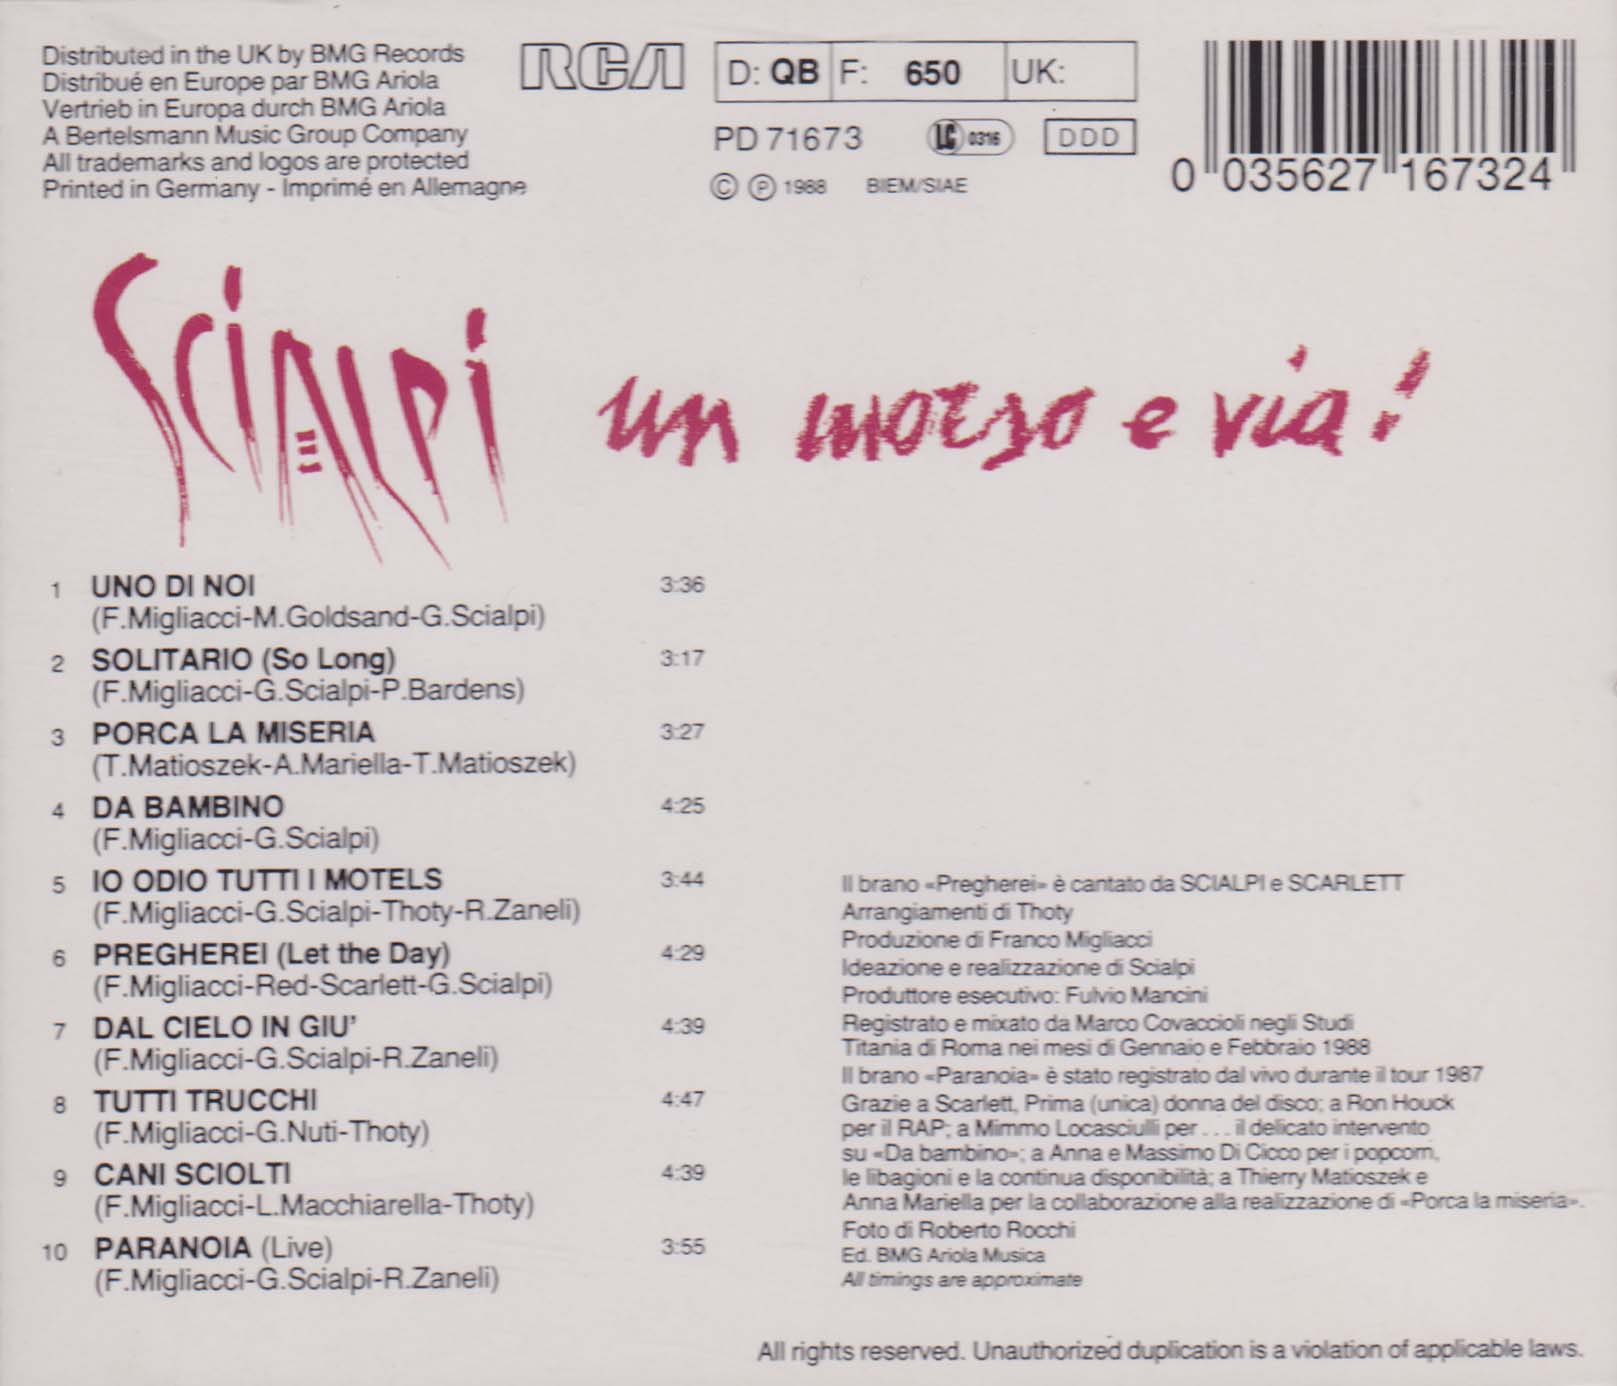 Distributed in the UK by BMG Records
Distribué en Europe par BMG Ariola
Vertrieb in Europa durch BMG Ariola
A Bertelsmann Music Group Company
All trademarks and logos are protected
Printed in Germany - Imprimé en Allemagne
RCA
D: QB F: 650 UK:
PD 71673 LC 0316 DDD
© ℗ 1988 BIEM/SIAE
0 035627 167324
SCIALPI un morso e via!
1 UNO DI NOI 3:36
(F.Migliacci-M.Goldsand-G.Scialpi)
2 SOLITARIO (So Long) 3:17
(F.Migliacci-G.Scialpi-P.Bardens)
3 PORCA LA MISERIA 3:27
(T.Matioszek-A.Mariella-T.Matioszek)
4 DA BAMBINO 4:25
(F.Migliacci-G.Scialpi)
5 IO ODIO TUTTI I MOTELS 3:44
(F.Migliacci-G.Scialpi-Thoty-R.Zaneli)
6 PREGHEREI (Let the Day) 4:29
(F.Migliacci-Red-Scarlett-G.Scialpi)
7 DAL CIELO IN GIU' 4:39
(F.Migliacci-G.Scialpi-R.Zaneli)
8 TUTTI TRUCCHI 4:47
(F.Migliacci-G.Nuti-Thoty)
9 CANI SCIOLTI 4:39
(F.Migliacci-L.Macchiarella-Thoty)
10 PARANOIA (Live) 3:55
(F.Migliacci-G.Scialpi-R.Zaneli)
Il brano «Pregherei» è cantato da SCIALPI e SCARLETT
Arrangiamenti di Thoty
Produzione di Franco Migliacci
Ideazione e realizzazione di Scialpi
Produttore esecutivo: Fulvio Mancini
Registrato e mixato da Marco Covaccioli negli Studi
Titania di Roma nei mesi di Gennaio e Febbraio 1988
Il brano «Paranoia» è stato registrato dal vivo durante il tour 1987
Grazie a Scarlett, Prima (unica) donna del disco; a Ron Houck
per il RAP; a Mimmo Locasciulli per . . . il delicato intervento
su «Da bambino»; a Anna e Massimo Di Cicco per i popcorn,
le libagioni e la continua disponibilità; a Thierry Matioszek e
Anna Mariella per la collaborazione alla realizzazione di «Porca la miseria».
Foto di Roberto Rocchi
Ed. BMG Ariola Musica
All timings are approximate
All rights reserved. Unauthorized duplication is a violation of applicable laws.